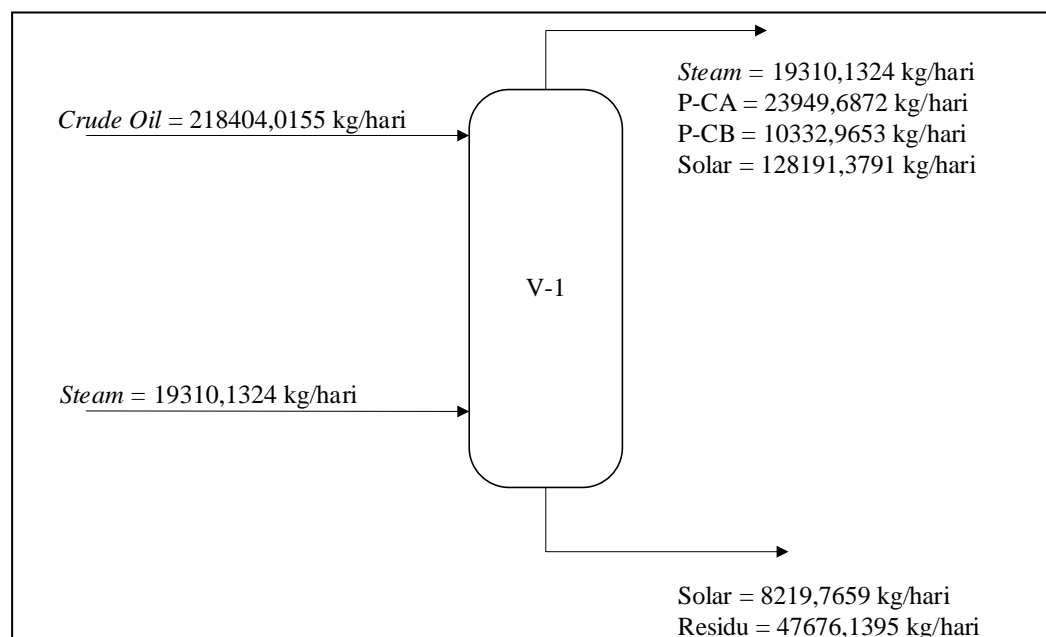 Steam = 19310,1324 kg/hari
P-CA = 23949,6872 kg/hari
P-CB = 10332,9653 kg/hari
Solar = 128191,3791 kg/hari
Crude Oil = 218404,0155 kg/hari
V-1
Steam = 19310,1324 kg/hari
Solar = 8219,7659 kg/hari
Residu = 47676,1395 kg/hari